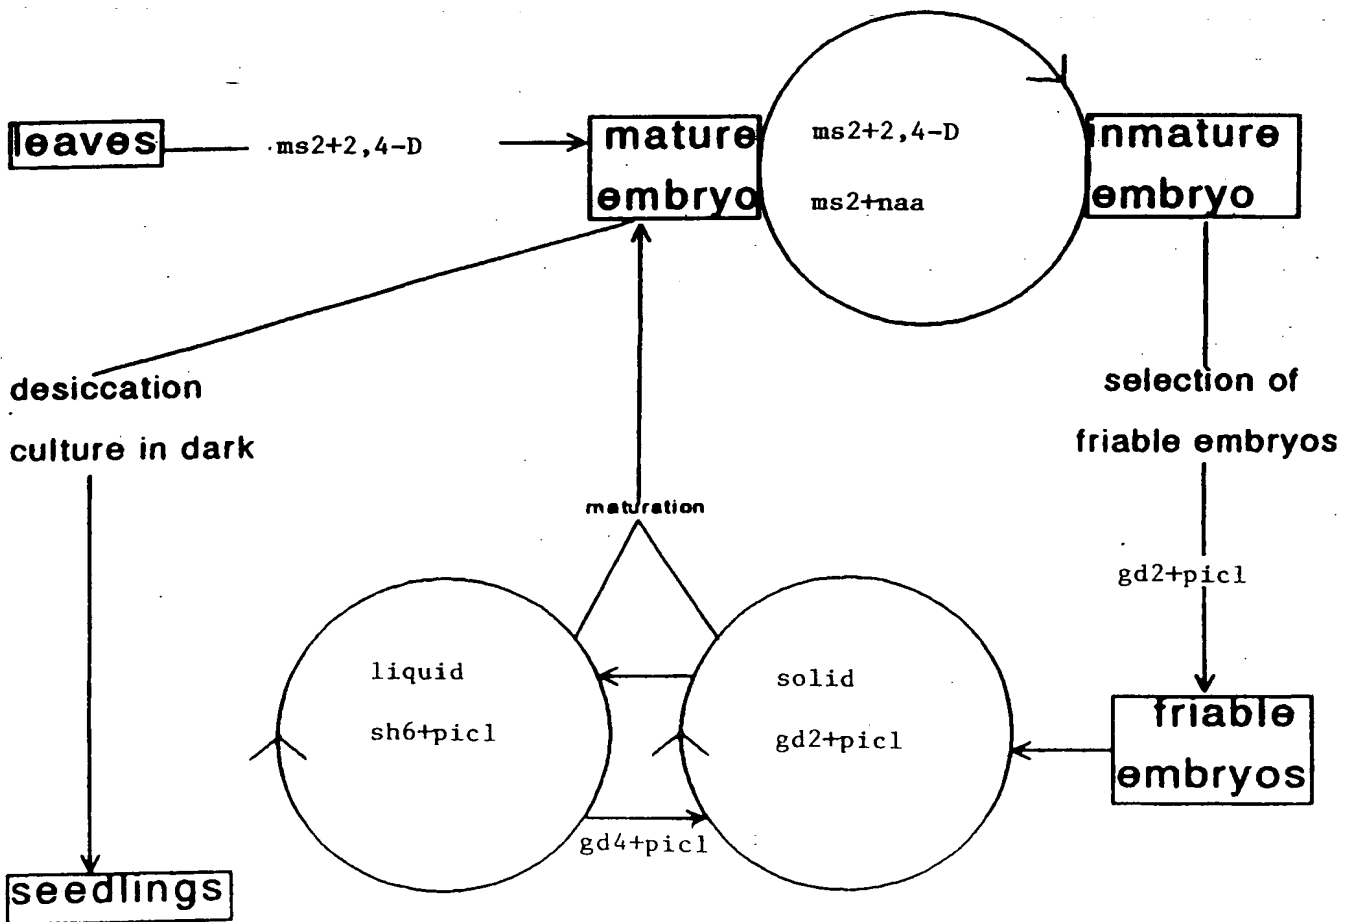 leaves
ms2+2,4-D
mature
embryo
ms2+2,4-D
ms2+naa
inmature
embryo
desiccation
culture in dark
selection of
friable embryos
maturation
gd2+picl
liquid
sh6+picl
solid
gd2+picl
friable
embryos
gd4+picl
seedlings